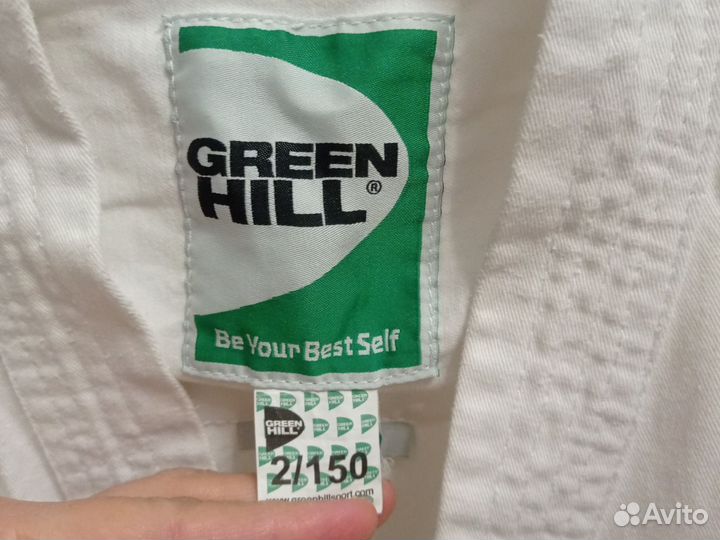 GREEN
HILL®
Be Your Best Self
GREEN
HILL
2/150
www.greenhillsport.com
Avito